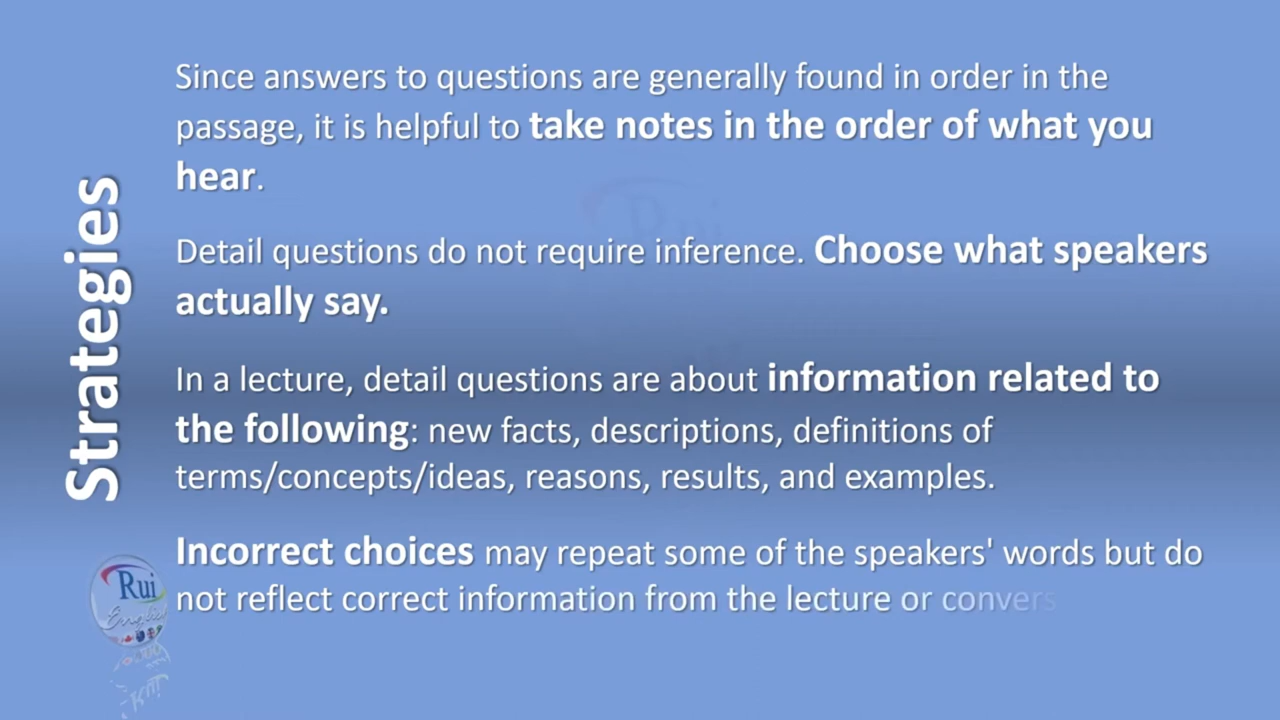 Strategies
Since answers to questions are generally found in order in the
passage, it is helpful to take notes in the order of what you
hear.
Detail questions do not require inference. Choose what speakers
actually say.
In a lecture, detail questions are about information related to
the following: new facts, descriptions, definitions of
terms/concepts/ideas, reasons, results, and examples.
Incorrect choices may repeat some of the speakers' words but do
not reflect correct information from the lecture or convers
Rui
English